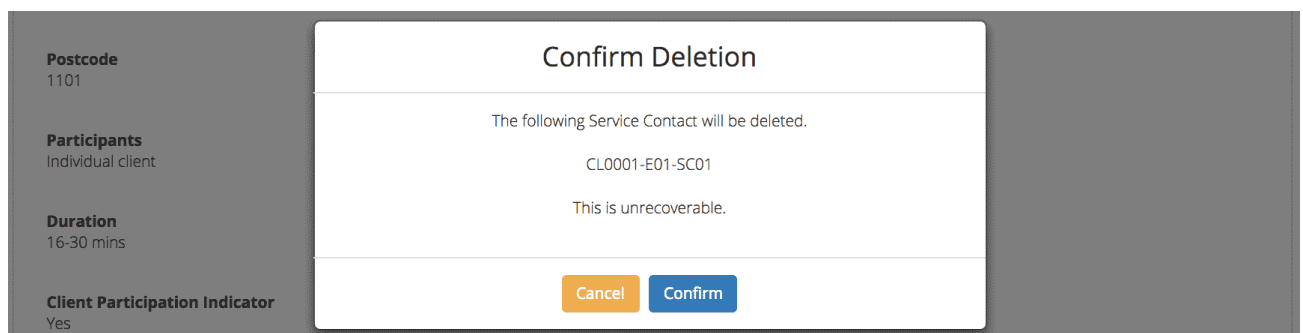 Postcode
1101
Participants
Individual client
Duration
16-30 mins
Client Participation Indicator
Yes
Confirm Deletion
The following Service Contact will be deleted.
CL0001-E01-SC01
This is unrecoverable.
Cancel
Confirm